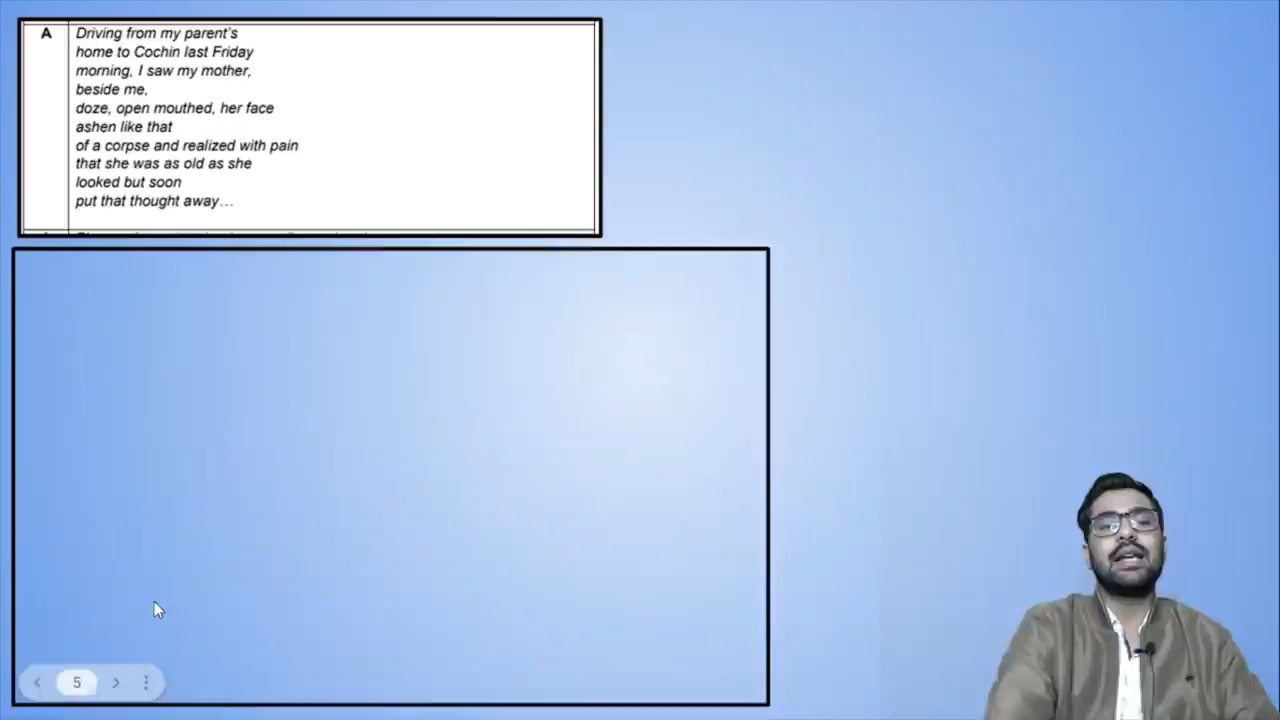 A
Driving from my parent's
home to Cochin last Friday
morning, I saw my mother,
beside me,
doze, open mouthed, her face
ashen like that
of a corpse and realized with pain
that she was as old as she
looked but soon
put that thought away…
5